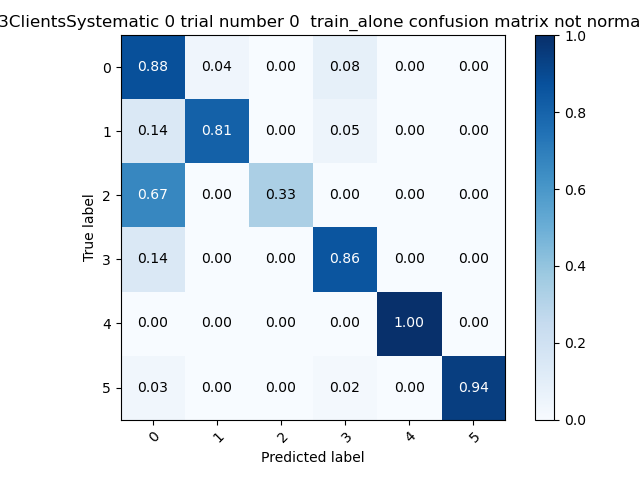 3ClientsSystematic 0 trial number 0  train_alone confusion matrix not norma
0 0.88 0.04 0.00 0.08 0.00 0.00
1 0.14 0.81 0.00 0.05 0.00 0.00
2 0.67 0.00 0.33 0.00 0.00 0.00
3 0.14 0.00 0.00 0.86 0.00 0.00
4 0.00 0.00 0.00 0.00 1.00 0.00
5 0.03 0.00 0.00 0.02 0.00 0.94
0 1 2 3 4 5
True label
Predicted label
1.0
0.8
0.6
0.4
0.2
0.0